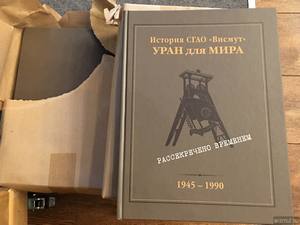 История СГАО «Висмут»
УРАН для МИРА
РАССЕКРЕЧЕНО ВРЕМЕНЕМ
1945 – 1990